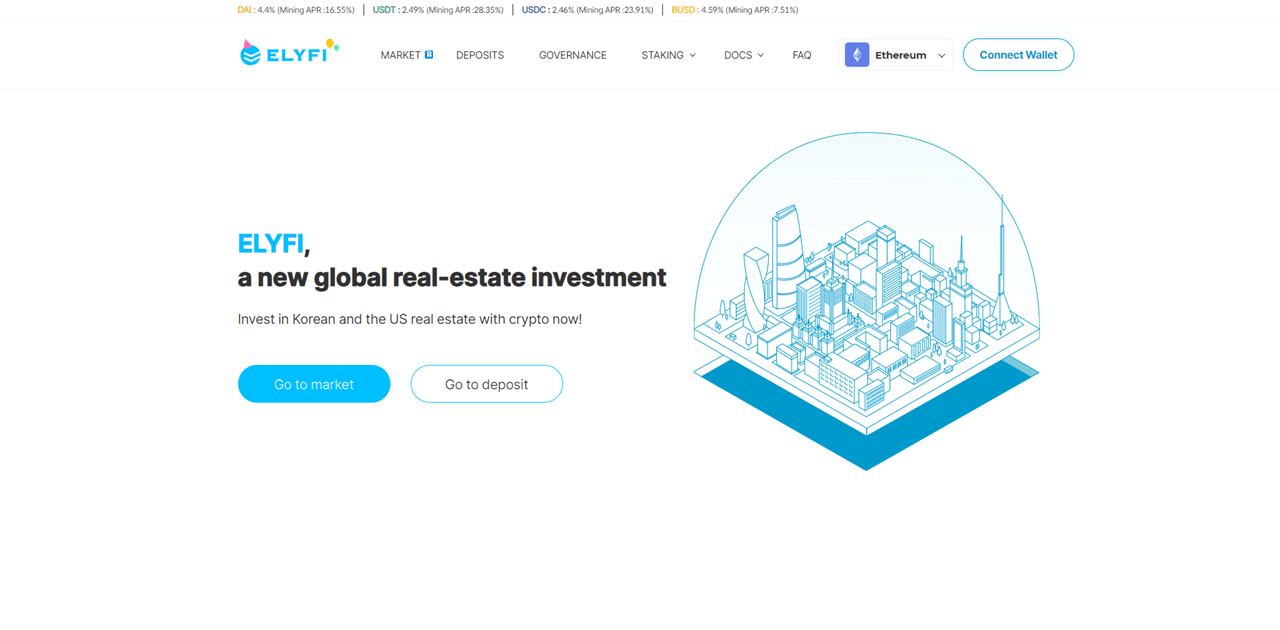 DAI : 4.4% (Mining APR :16.55%) | USDT : 2.49% (Mining APR :28.35%) | USDC : 2.46% (Mining APR :23.91%) | BUSD : 4.59% (Mining APR :7.51%)
ELYFI MARKET DEPOSITS GOVERNANCE STAKING DOCS FAQ Ethereum Connect Wallet
ELYFI,
a new global real-estate investment
Invest in Korean and the US real estate with crypto now!
Go to market Go to deposit